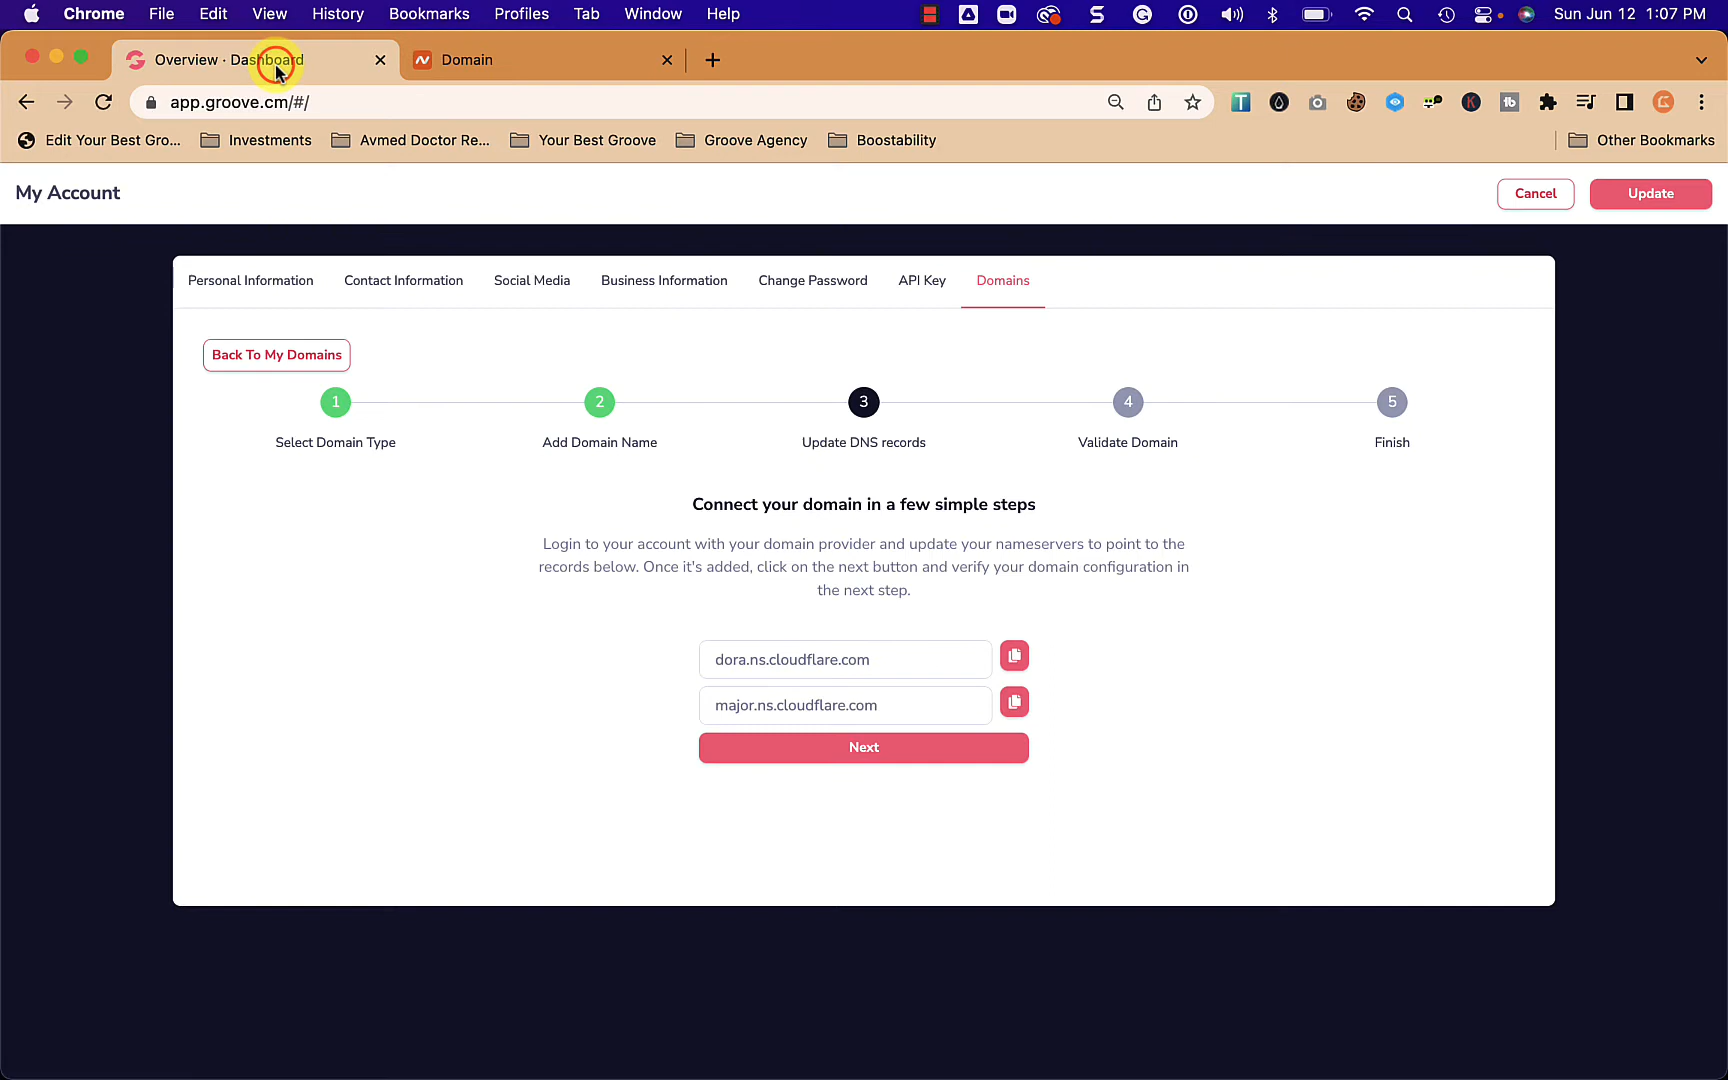 Chrome File Edit View History Bookmarks Profiles Tab Window Help Sun Jun 12 1:07 PM
Overview · Dashboard Domain
app.groove.cm/#/
Edit Your Best Gro... Investments Avmed Doctor Re... Your Best Groove Groove Agency Boostability Other Bookmarks
My Account Cancel Update
Personal Information Contact Information Social Media Business Information Change Password API Key Domains
Back To My Domains
1 2 3 4 5
Select Domain Type Add Domain Name Update DNS records Validate Domain Finish
Connect your domain in a few simple steps
Login to your account with your domain provider and update your nameservers to point to the
records below. Once it's added, click on the next button and verify your domain configuration in
the next step.
dora.ns.cloudflare.com
major.ns.cloudflare.com
Next